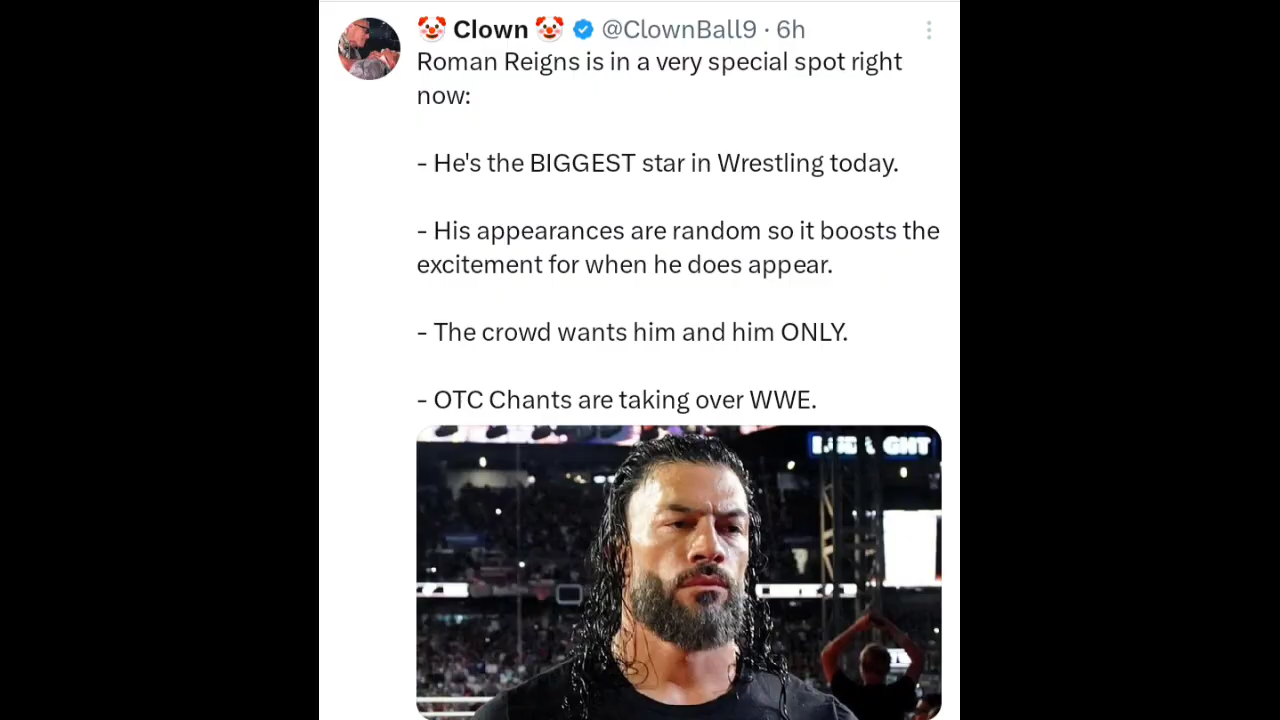 🤡 Clown 🤡 @ClownBall9 · 6h
Roman Reigns is in a very special spot right
now:
- He's the BIGGEST star in Wrestling today.
- His appearances are random so it boosts the
excitement for when he does appear.
- The crowd wants him and him ONLY.
- OTC Chants are taking over WWE.